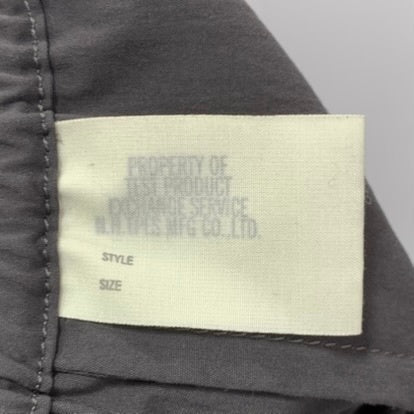 PROPERTY OF
TEST PRODUCT
EXCHANGE SERVICE
MFG CO.,LTD.
STYLE
SIZE